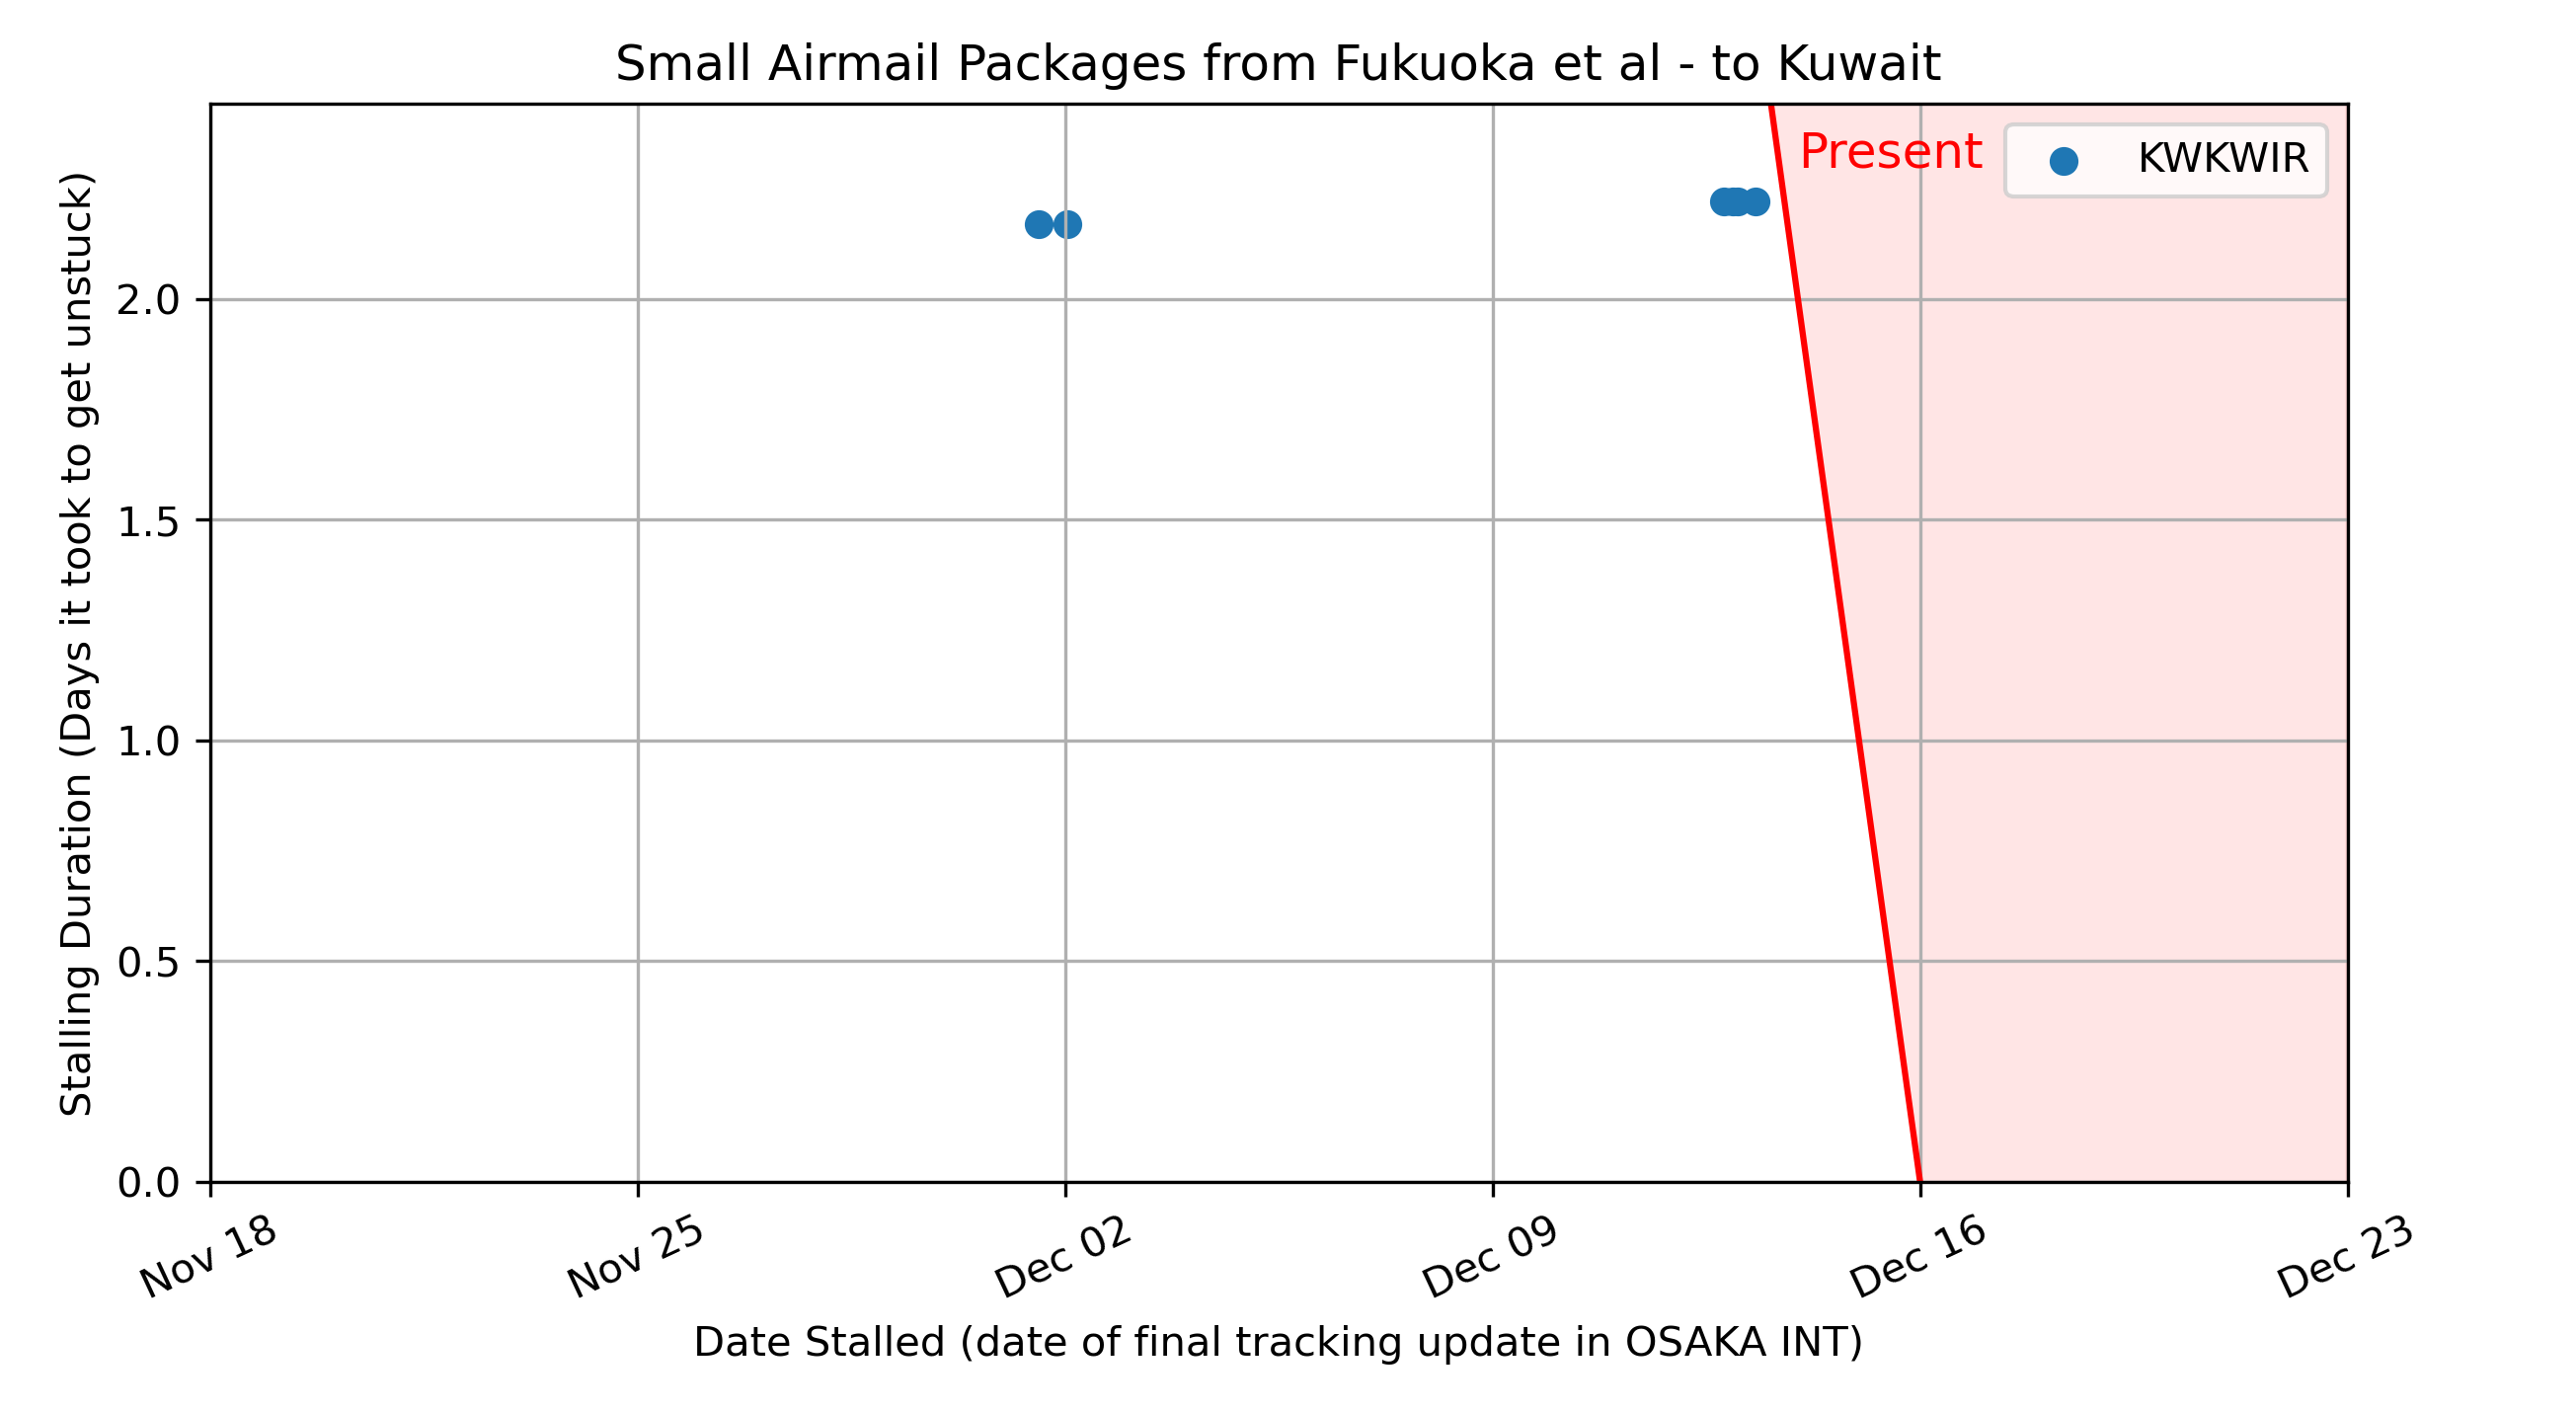 Small Airmail Packages from Fukuoka et al - to Kuwait
Present
KWKWIR
Stalling Duration (Days it took to get unstuck)
2.0
1.5
1.0
0.5
0.0
Nov 18
Nov 25
Dec 02
Dec 09
Dec 16
Dec 23
Date Stalled (date of final tracking update in OSAKA INT)